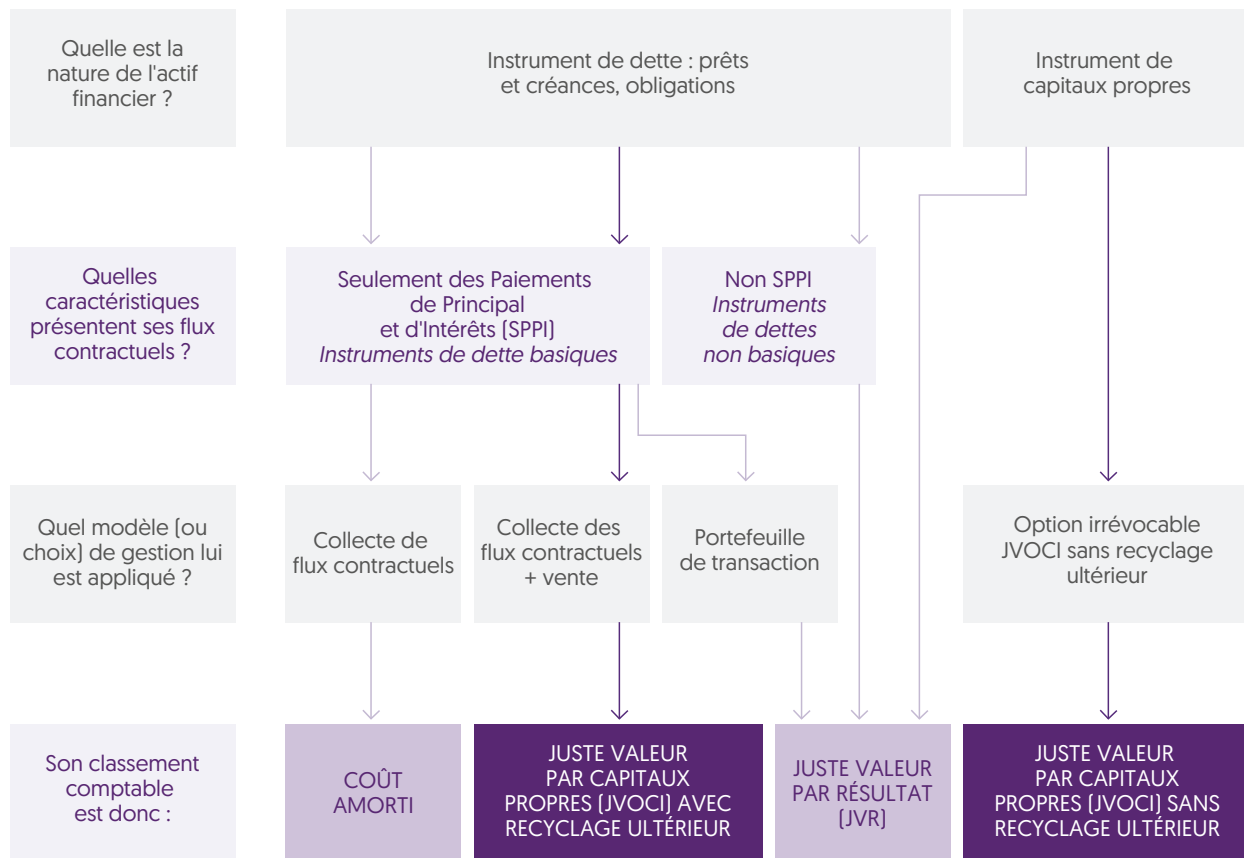 Quelle est la
nature de l'actif
financier ?
Instrument de dette : prêts
et créances, obligations
Instrument de
capitaux propres
Quelles
caractéristiques
présentent ses flux
contractuels ?
Seulement des Paiements
de Principal
et d'Intérêts (SPPI)
Instruments de dette basiques
Non SPPI
Instruments
de dettes
non basiques
Quel modèle (ou
choix) de gestion lui
est appliqué ?
Collecte de
flux contractuels
Collecte des
flux contractuels
+ vente
Portefeuille
de transaction
Option irrévocable
JVOCI sans recyclage
ultérieur
Son classement
comptable
est donc :
COÛT
AMORTI
JUSTE VALEUR
PAR CAPITAUX
PROPRES (JVOCI) AVEC
RECYCLAGE ULTÉRIEUR
JUSTE VALEUR
PAR RÉSULTAT
(JVR)
JUSTE VALEUR
PAR CAPITAUX
PROPRES (JVOCI) SANS
RECYCLAGE ULTÉRIEUR